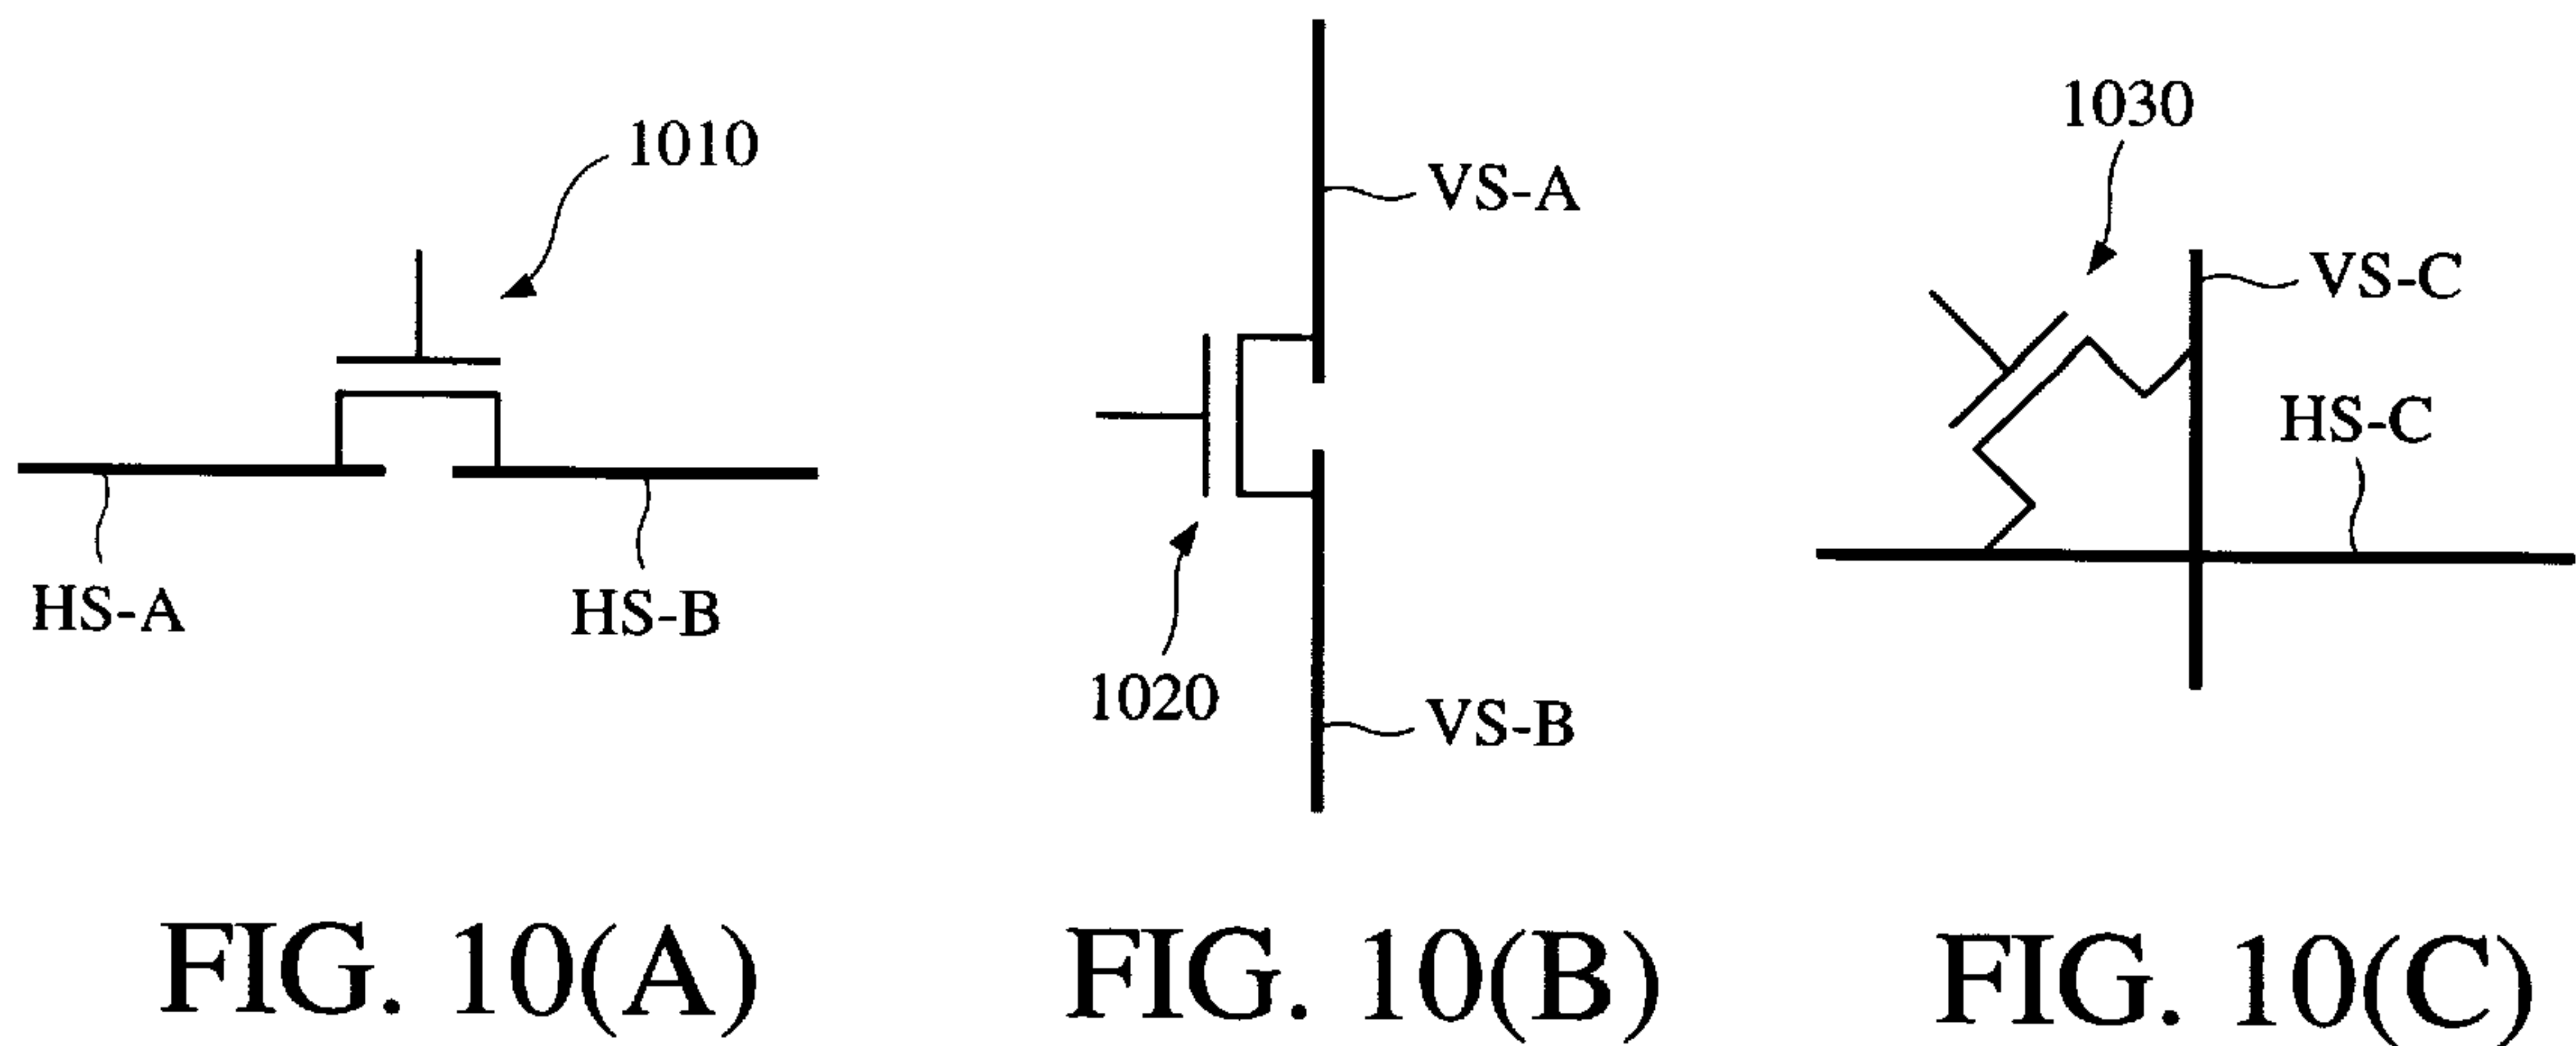 1010
HS-A
HS-B
FIG. 10(A)
VS-A
1020
VS-B
FIG. 10(B)
1030
VS-C
HS-C
FIG. 10(C)